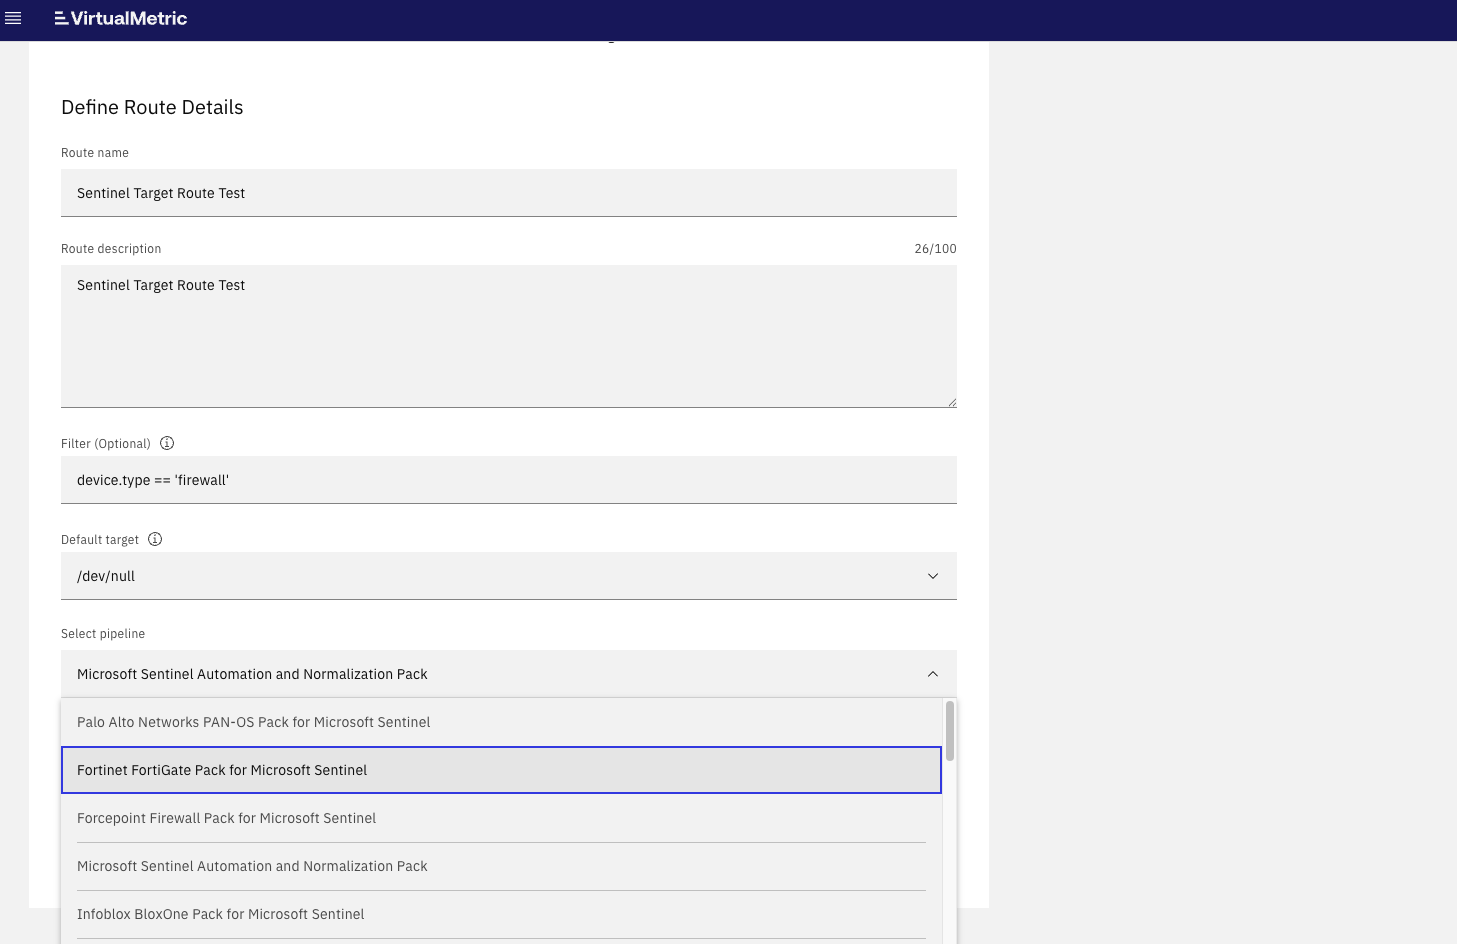 VirtualMetric
Define Route Details
Route name
Sentinel Target Route Test
Route description 26/100
Sentinel Target Route Test
Filter (Optional)
device.type == 'firewall'
Default target
/dev/null
Select pipeline
Microsoft Sentinel Automation and Normalization Pack
Palo Alto Networks PAN-OS Pack for Microsoft Sentinel
Fortinet FortiGate Pack for Microsoft Sentinel
Forcepoint Firewall Pack for Microsoft Sentinel
Microsoft Sentinel Automation and Normalization Pack
Infoblox BloxOne Pack for Microsoft Sentinel